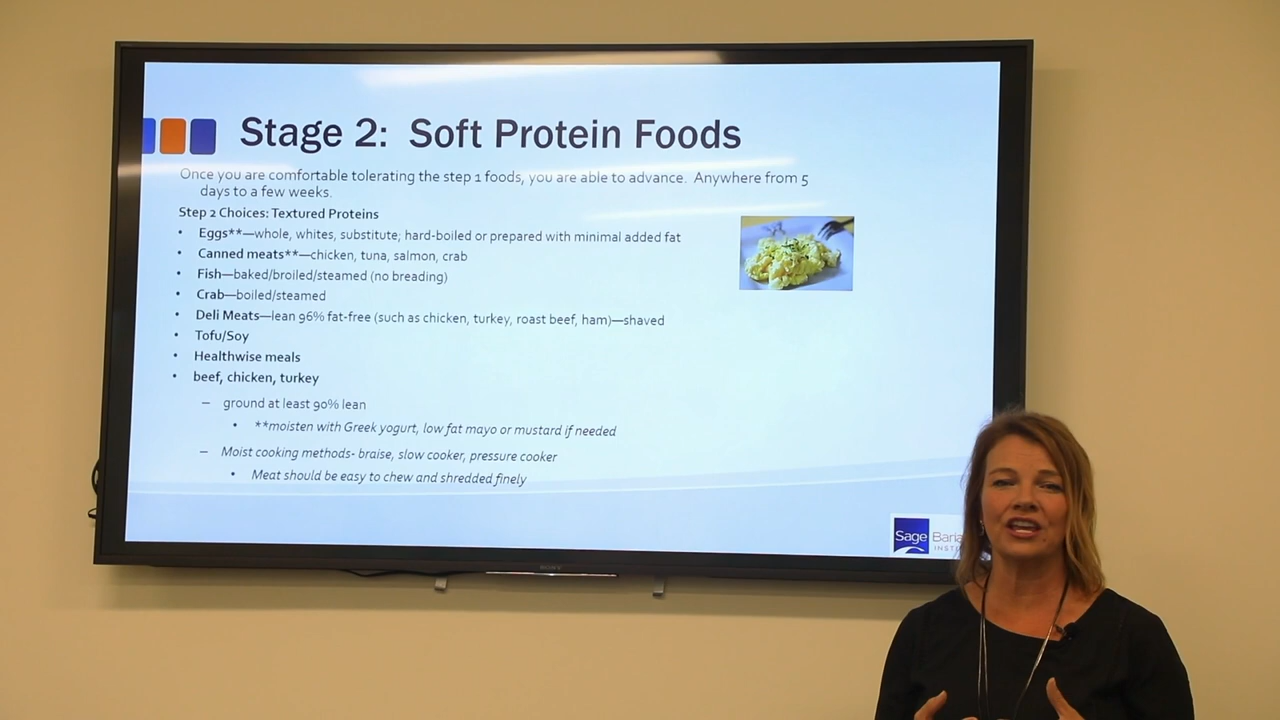 Stage 2: Soft Protein Foods
Once you are comfortable tolerating the step 1 foods, you are able to advance. Anywhere from 5
days to a few weeks.
Step 2 Choices: Textured Proteins
• Eggs**—whole, whites, substitute; hard-boiled or prepared with minimal added fat
• Canned meats**—chicken, tuna, salmon, crab
• Fish—baked/broiled/steamed (no breading)
• Crab—boiled/steamed
• Deli Meats—lean 96% fat-free (such as chicken, turkey, roast beef, ham)—shaved
• Tofu/Soy
• Healthwise meals
• beef, chicken, turkey
– ground at least 90% lean
• **moisten with Greek yogurt, low fat mayo or mustard if needed
– Moist cooking methods- braise, slow cooker, pressure cooker
• Meat should be easy to chew and shredded finely
Sage
SONY